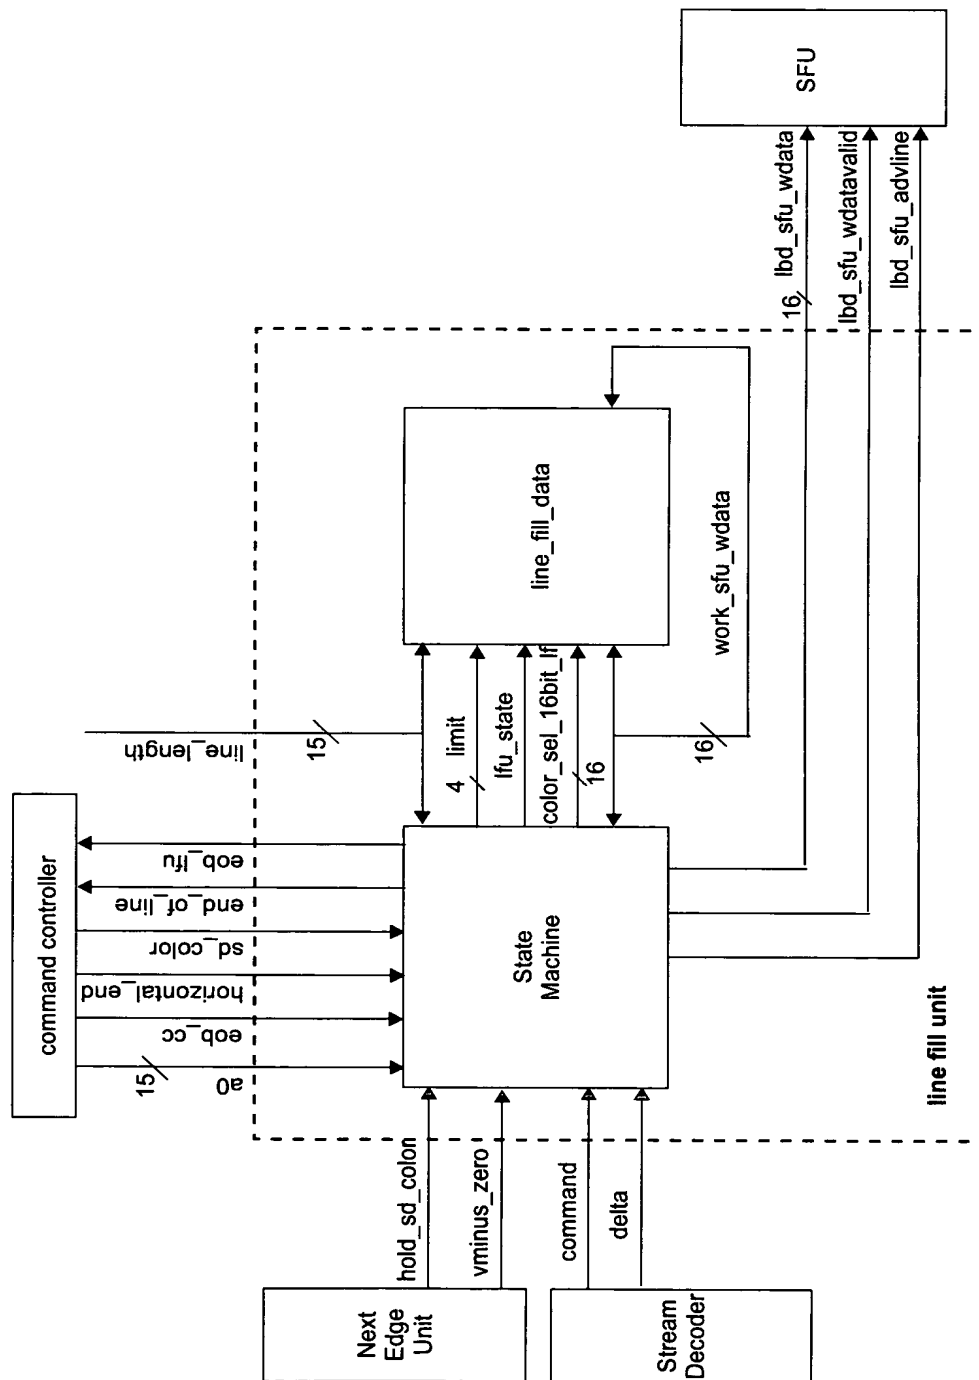 command controller
15
a0
eob_cc
horizontal_end
sd_color
end_of_line
eob_lfu
15
line_length
Next
Edge
Unit
hold_sd_colon
vminus_zero
Stream
Decoder
command
delta
State
Machine
4
limit
lfu_state
color_sel_16bit_lf
16
line_fill_data
16
work_sfu_wdata
16
lbd_sfu_wdata
lbd_sfu_wdatavalid
lbd_sfu_advline
SFU
line fill unit